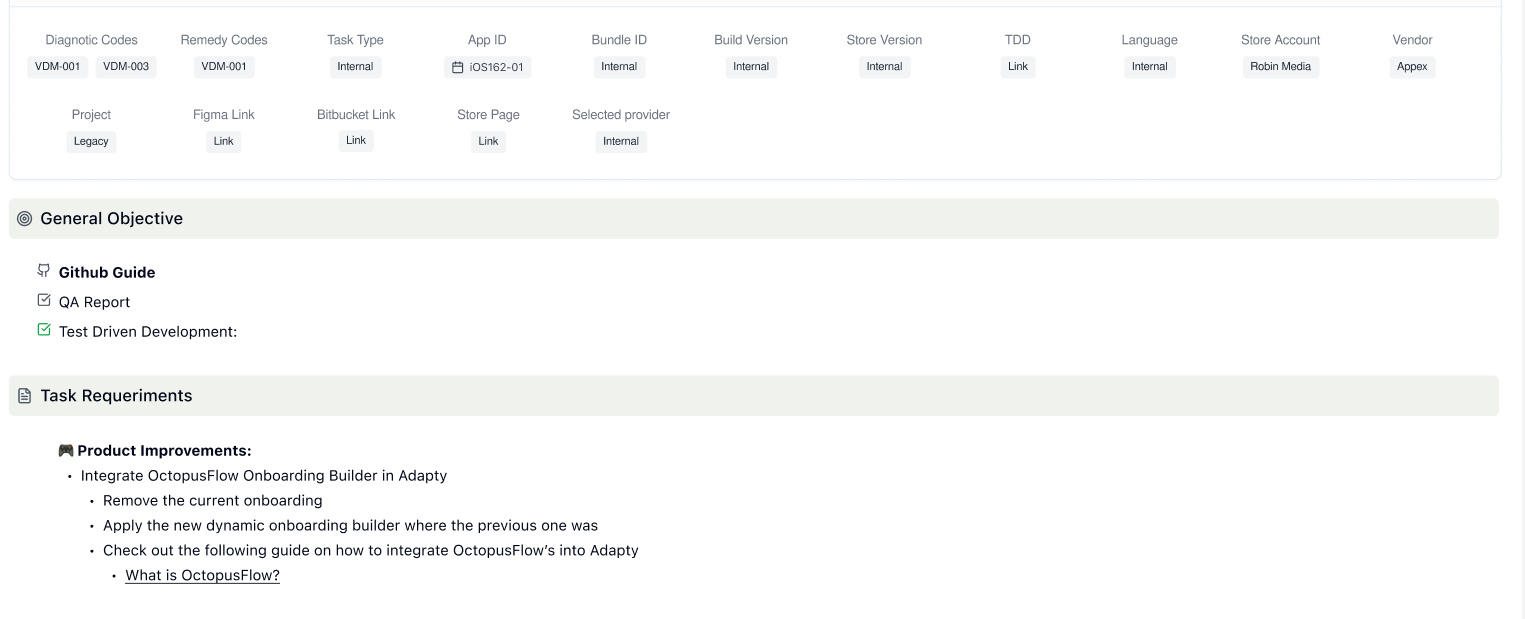 Diagnostic Codes Remedy Codes Task Type App ID Bundle ID Build Version Store Version TDD Language Store Account Vendor
VDM-001 VDM-003 VDM-001 Internal iOS162-01 Internal Internal Internal Link Internal Robin Media Appex
Project Figma Link Bitbucket Link Store Page Selected provider
Legacy Link Link Link Internal
General Objective
Github Guide
QA Report
Test Driven Development:
Task Requeriments
🎮 Product Improvements:
• Integrate OctopusFlow Onboarding Builder in Adapty
• Remove the current onboarding
• Apply the new dynamic onboarding builder where the previous one was
• Check out the following guide on how to integrate OctopusFlow’s into Adapty
• What is OctopusFlow?